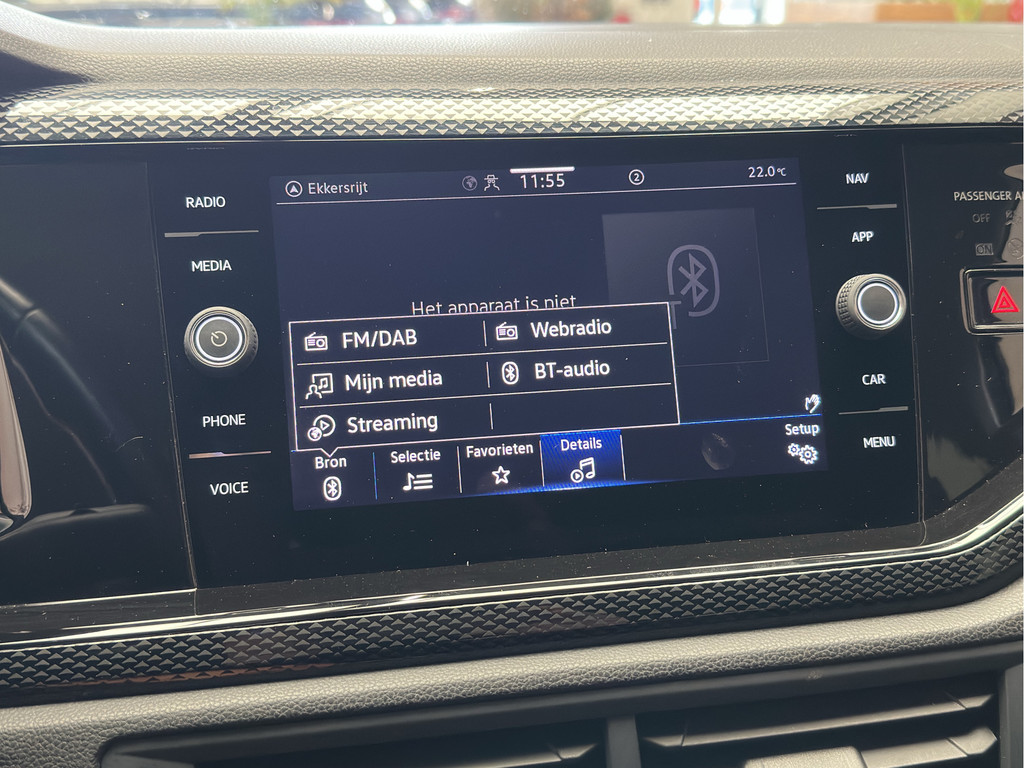 RADIO
MEDIA
PHONE
VOICE
Ekkersrijt
11:55
2
22.0°C
Het apparaat is niet
FM/DAB
Webradio
Mijn media
BT-audio
Streaming
Bron
Selectie
Favorieten
Details
Setup
NAV
APP
CAR
MENU
PASSENGER
OFF
ON